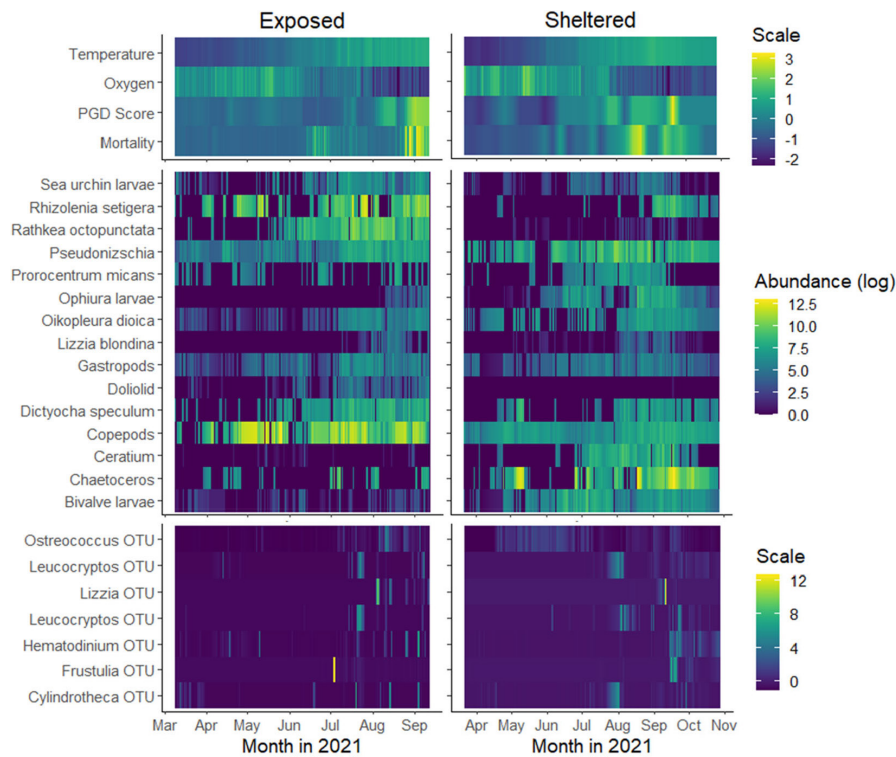 Exposed
Sheltered
Temperature
Oxygen
PGD Score
Mortality
Scale
3
2
1
0
-1
-2
Sea urchin larvae
Rhizolenia setigera
Rathkea octopunctata
Pseudonizschia
Prorocentrum micans
Ophiura larvae
Oikopleura dioica
Lizzia blondina
Gastropods
Doliolid
Dictyocha speculum
Copepods
Ceratium
Chaetoceros
Bivalve larvae
Abundance (log)
12.5
10.0
7.5
5.0
2.5
0.0
Ostreococcus OTU
Leucocryptos OTU
Lizzia OTU
Leucocryptos OTU
Hematodinium OTU
Frustulia OTU
Cylindrotheca OTU
Scale
12
8
4
0
Mar Apr May Jun Jul Aug Sep
Apr May Jun Jul Aug Sep Oct Nov
Month in 2021
Month in 2021